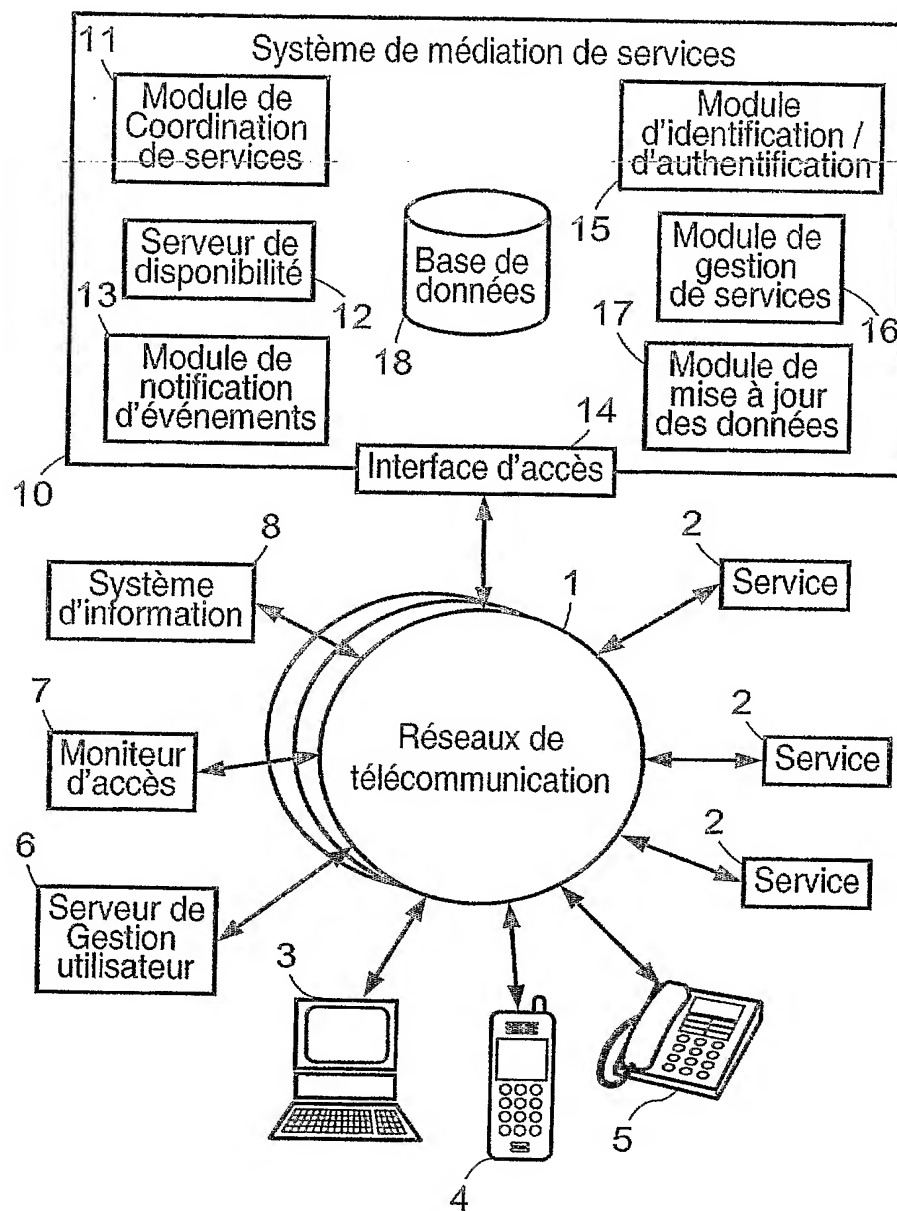 Système de médiation de services
11
Module de
Coordination
de services
Module
d'identification /
d'authentification
15
Serveur de
disponibilité
12
Base de
données
18
Module de
gestion
de services
16
13
Module de
notification
d'événements
17
Module de
mise à jour
des données
14
Interface d'accès
10
8
Système
d'information
1
2
Service
7
Moniteur
d'accès
Réseaux de
télécommunication
2
Service
6
Serveur de
Gestion
utilisateur
2
Service
3
4
5